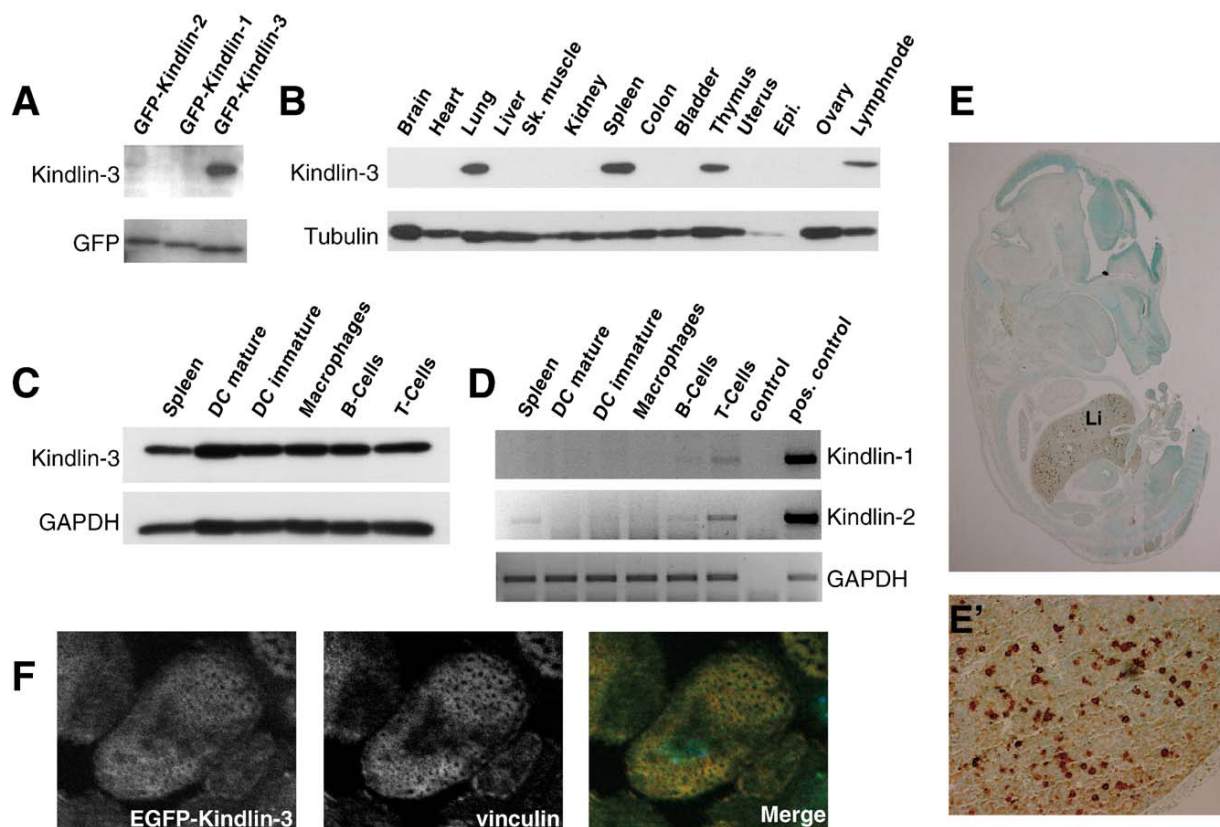 A
GFP-Kindlin-2
GFP-Kindlin-1
GFP-Kindlin-3
Kindlin-3
GFP
B
Brain
Heart
Lung
Liver
Sk. muscle
Kidney
Spleen
Colon
Bladder
Thymus
Uterus
Epi.
Ovary
Lymphnode
Kindlin-3
Tubulin
C
Spleen
DC mature
DC immature
Macrophages
B-Cells
T-Cells
Kindlin-3
GAPDH
D
Spleen
DC mature
DC immature
Macrophages
B-Cells
T-Cells
control
pos. control
Kindlin-1
Kindlin-2
GAPDH
E
Li
E'
F
EGFP-Kindlin-3
vinculin
Merge